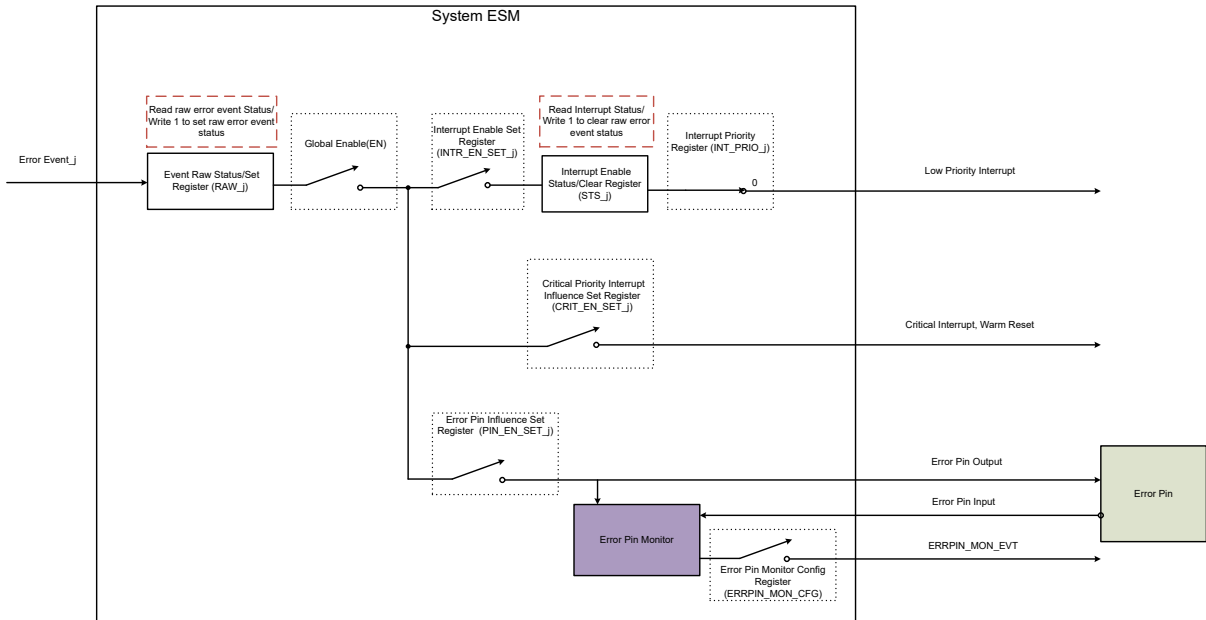 System ESM
Read raw error event Status/
Write 1 to set raw error event
status
Read Interrupt Status/
Write 1 to clear raw error
event status
Global Enable(EN)
Interrupt Enable Set
Register
(INTR_EN_SET_j)
Interrupt Priority
Register (INT_PRIO_j)
Error Event_j
Event Raw Status/Set
Register (RAW_j)
Interrupt Enable
Status/Clear Register
(STS_j)
0
Low Priority Interrupt
Critical Priority Interrupt
Influence Set Register
(CRIT_EN_SET_j)
Critical Interrupt, Warm Reset
Error Pin Influence Set
Register (PIN_EN_SET_j)
Error Pin Output
Error Pin Input
Error Pin
Error Pin Monitor
ERRPIN_MON_EVT
Error Pin Monitor Config
Register
(ERRPIN_MON_CFG)